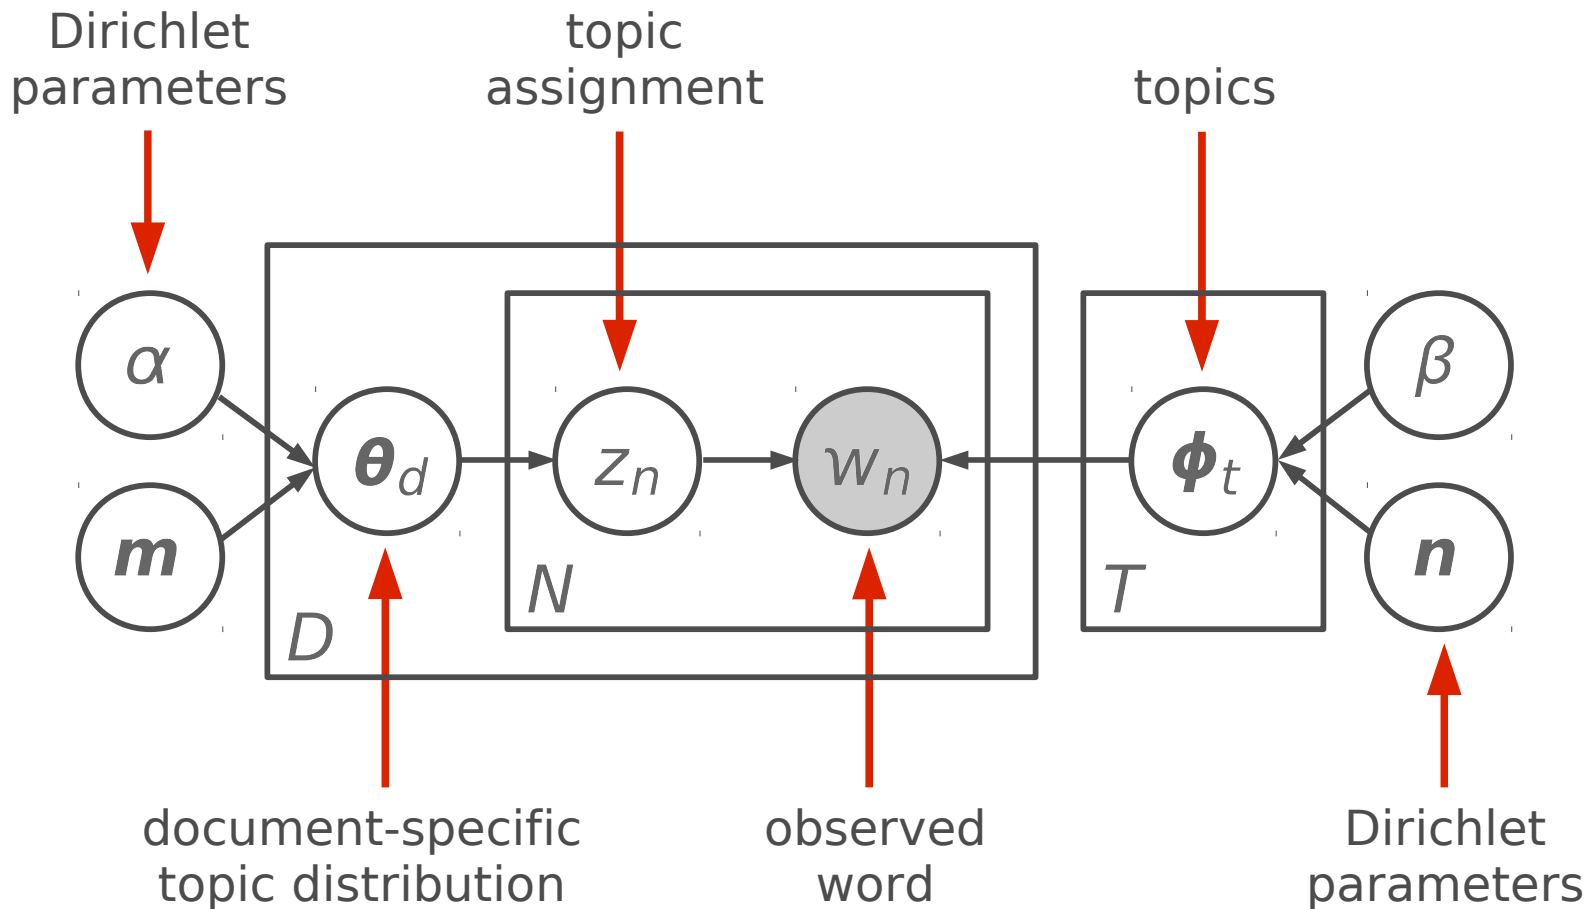 Dirichlet
parameters
topic
assignment
topics
α
β
θd
zn
wn
ϕt
m
n
D
N
T
document-specific
topic distribution
observed
word
Dirichlet
parameters